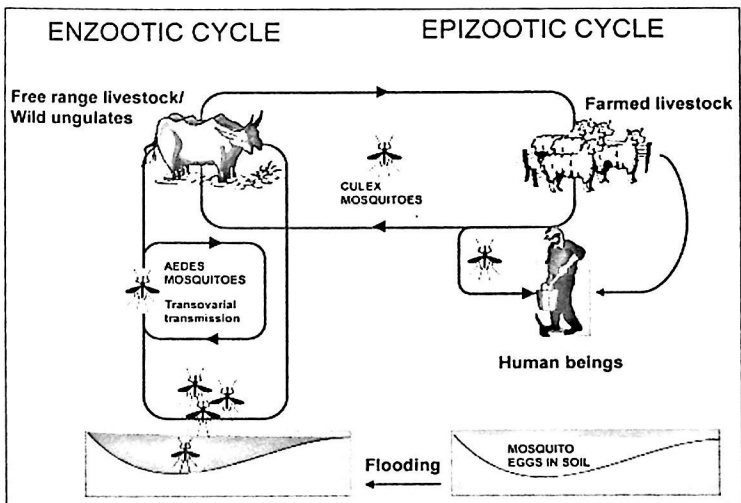 ENZOOTIC CYCLE
EPIZOOTIC CYCLE
Free range livestock/
Wild ungulates
Farmed livestock
CULEX
MOSQUITOES
AEDES
MOSQUITOES
Transovarial
transmission
Human beings
Flooding
MOSQUITO
EGGS IN SOIL